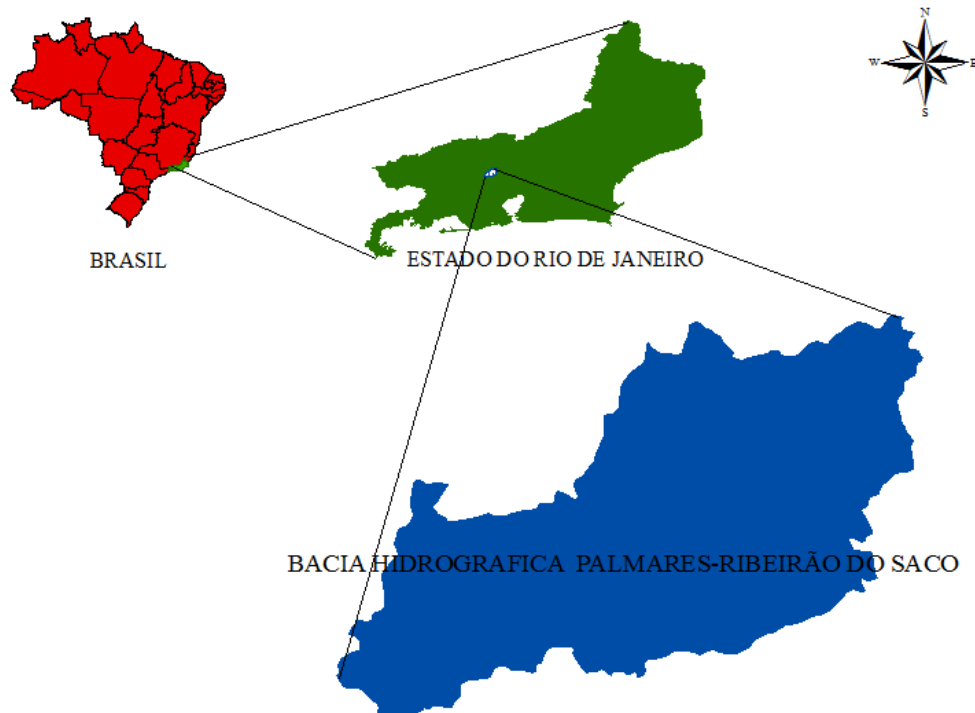 N
W E
S
BRASIL
ESTADO DO RIO DE JANEIRO
BACIA HIDROGRAFICA PALMARES-RIBEIRÃO DO SACO